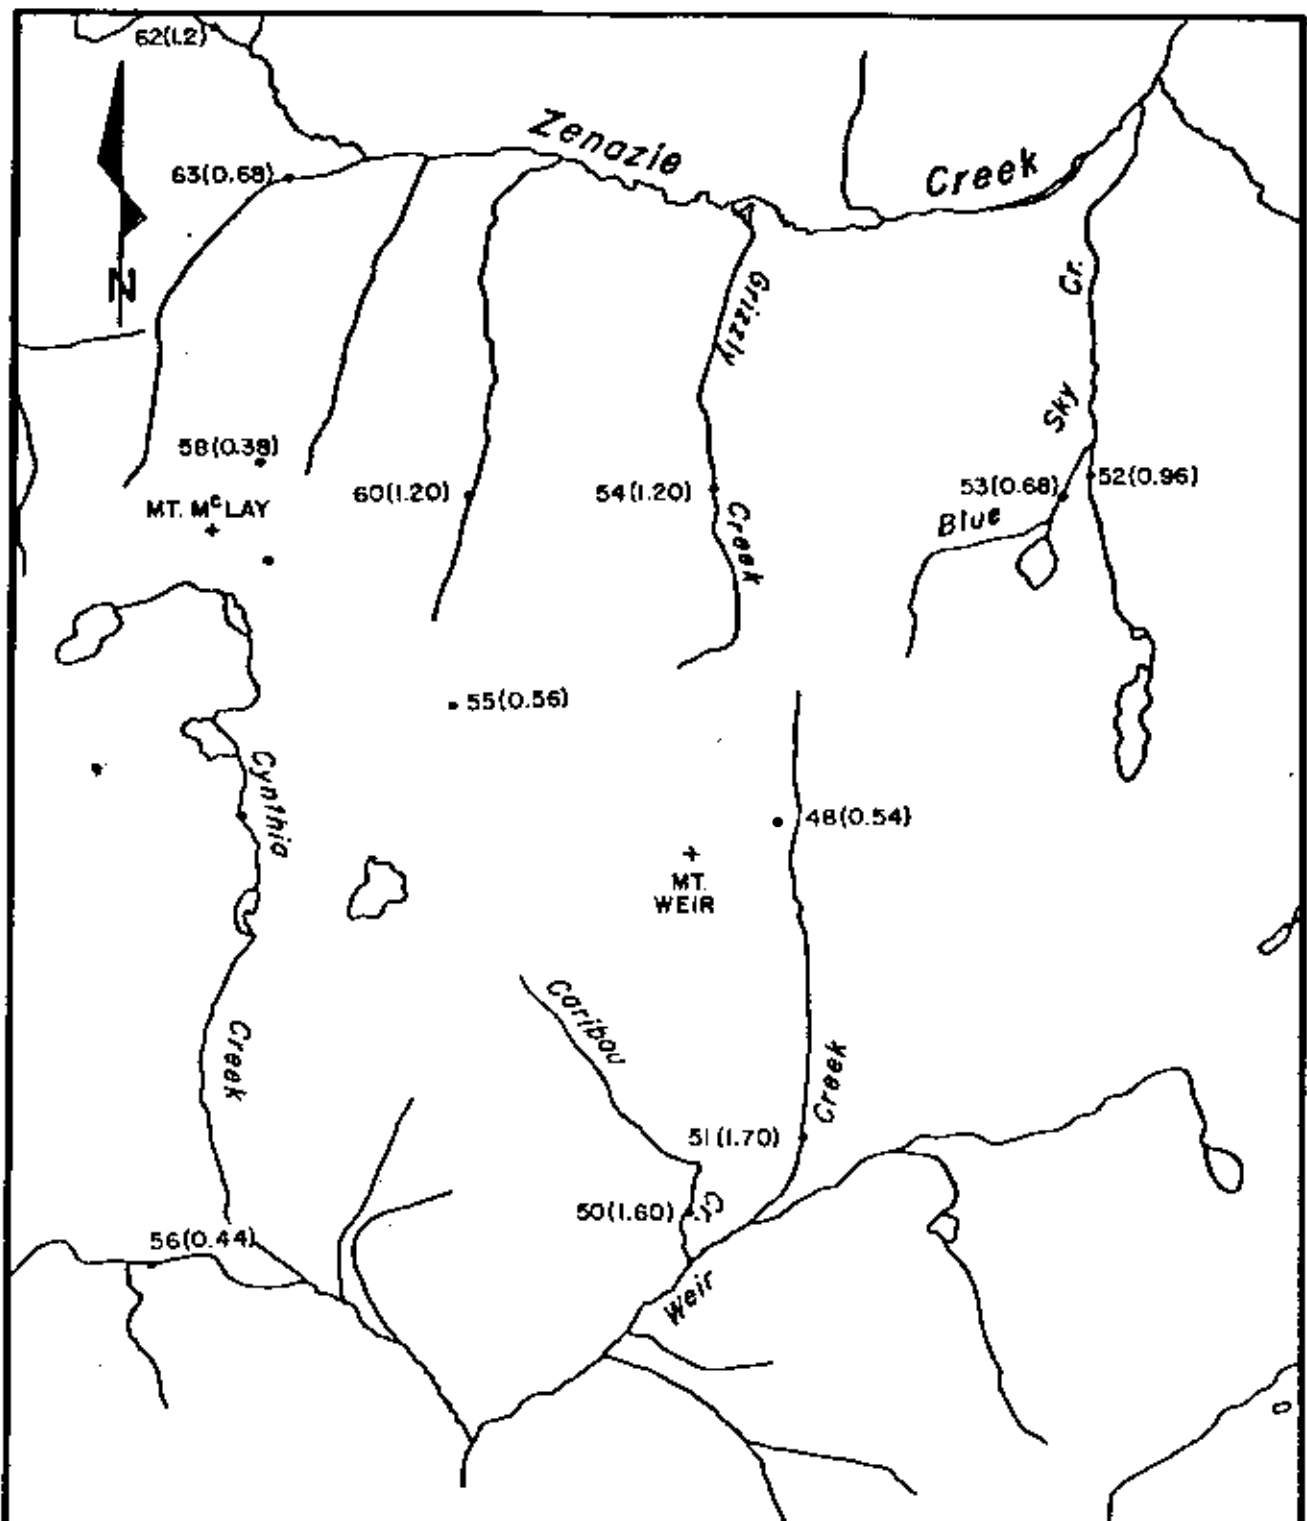 62(1.2)
Zenazie
Creek
63(0.68)
N
Grizzly
Creek
Sky Cr.
58(0.38)
MT. McLAY
60(1.20)
54(1.20)
53(0.68)
52(0.96)
Blue
55(0.56)
Cynthia
Creek
48(0.54)
MT.
WEIR
Caribou
Cr.
Creek
51(1.70)
50(1.60)
56(0.44)
Weir